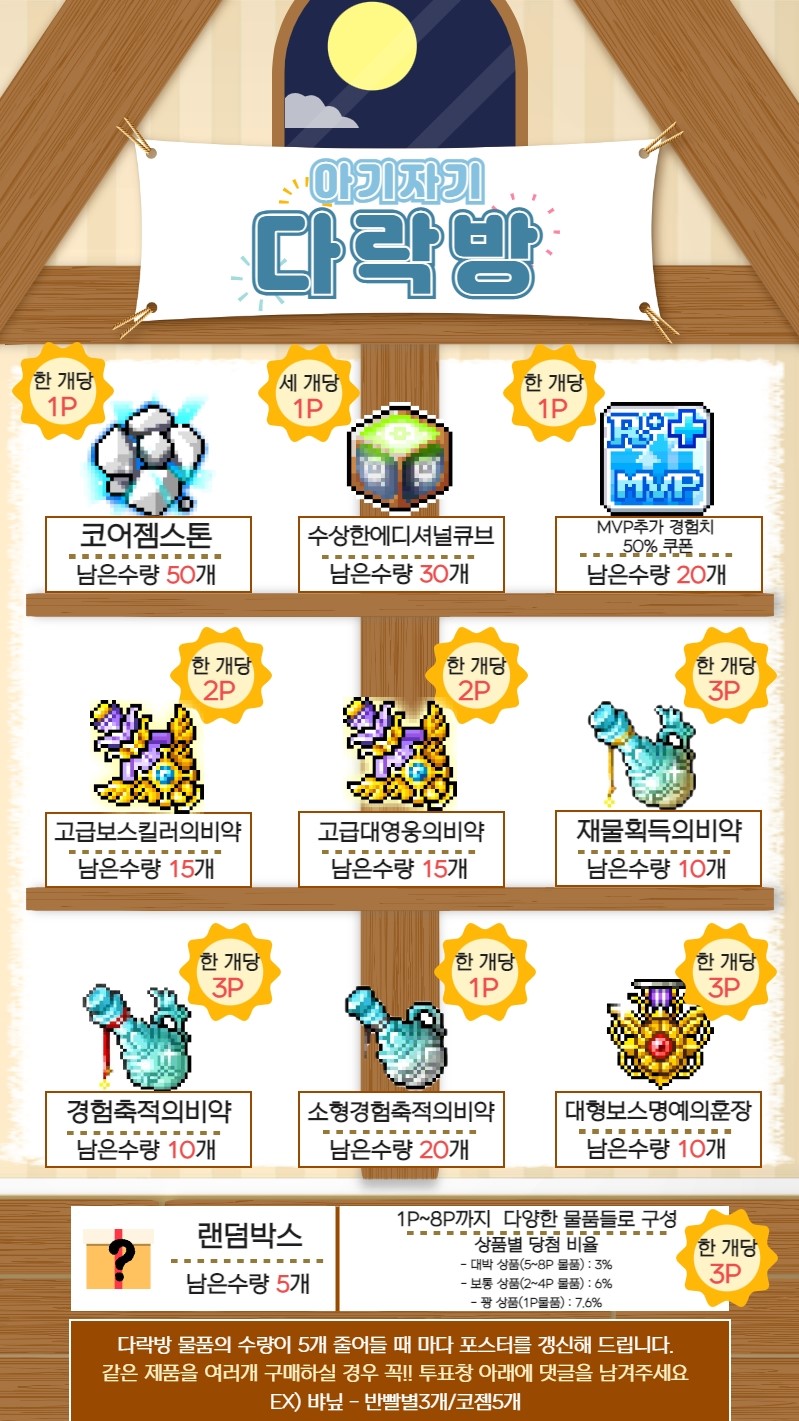 아기자기
다락방
한 개당
1P
세 개당
1P
한 개당
1P
R°+
MVP
코어젬스톤
남은수량 50개
수상한에디셔널큐브
남은수량 30개
MVP추가 경험치
50% 쿠폰
남은수량 20개
한 개당
2P
한 개당
2P
한 개당
3P
고급보스킬러의비약
남은수량 15개
고급대영웅의비약
남은수량 15개
재물획득의비약
남은수량 10개
한 개당
3P
한 개당
1P
한 개당
3P
경험축적의비약
남은수량 10개
소형경험축적의비약
남은수량 20개
대형보스명예의훈장
남은수량 10개
?
랜덤박스
남은수량 5개
1P~8P까지 다양한 물품들로 구성
상품별 당첨 비율
- 대박 상품(5~8P 물품) : 3%
- 보통 상품(2~4P 물품) : 6%
- 꽝 상품(1P물품) : 7.6%
한 개당
3P
다락방 물품의 수량이 5개 줄어들 때 마다 포스터를 갱신해 드립니다.
같은 제품을 여러개 구매하실 경우 꼭!! 투표창 아래에 댓글을 남겨주세요
EX) 뱌닢 - 반빨별3개/코젬5개